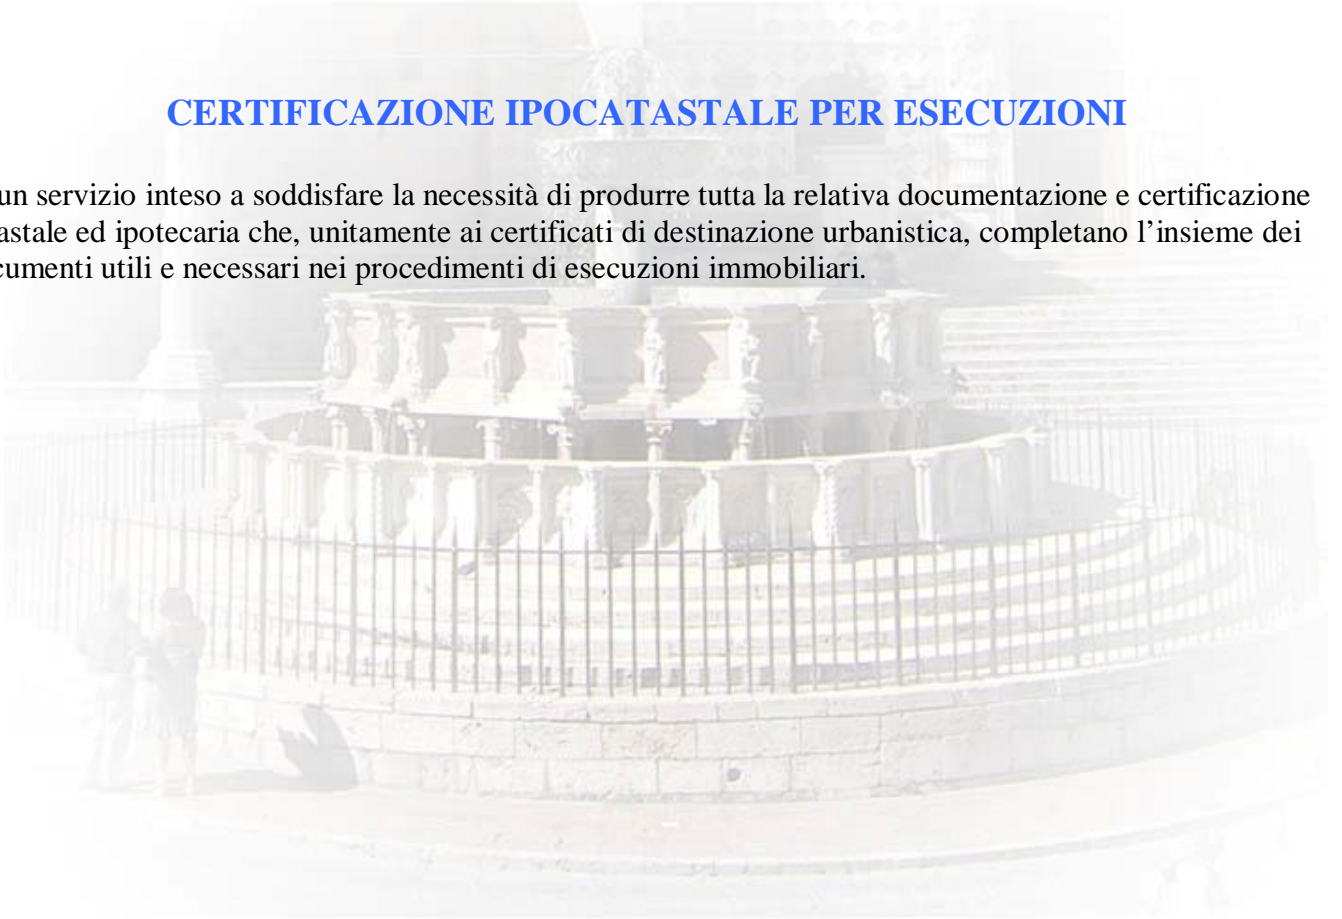 CERTIFICAZIONE IPOCATASTALE PER ESECUZIONI
un servizio inteso a soddisfare la necessità di produrre tutta la relativa documentazione e certificazione
astale ed ipotecaria che, unitamente ai certificati di destinazione urbanistica, completano l’insieme dei
cumenti utili e necessari nei procedimenti di esecuzioni immobiliari.